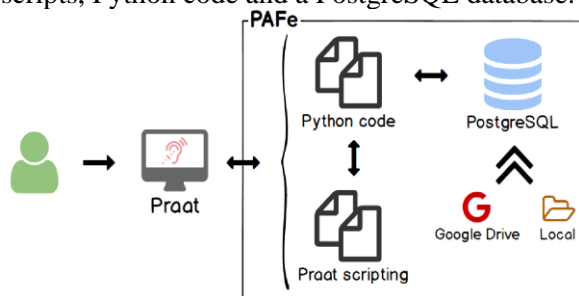 scripts, Python code and a PostgreSQL database.
PAFe
Python code
PostgreSQL
Praat
G
Google Drive
Local
Praat scripting